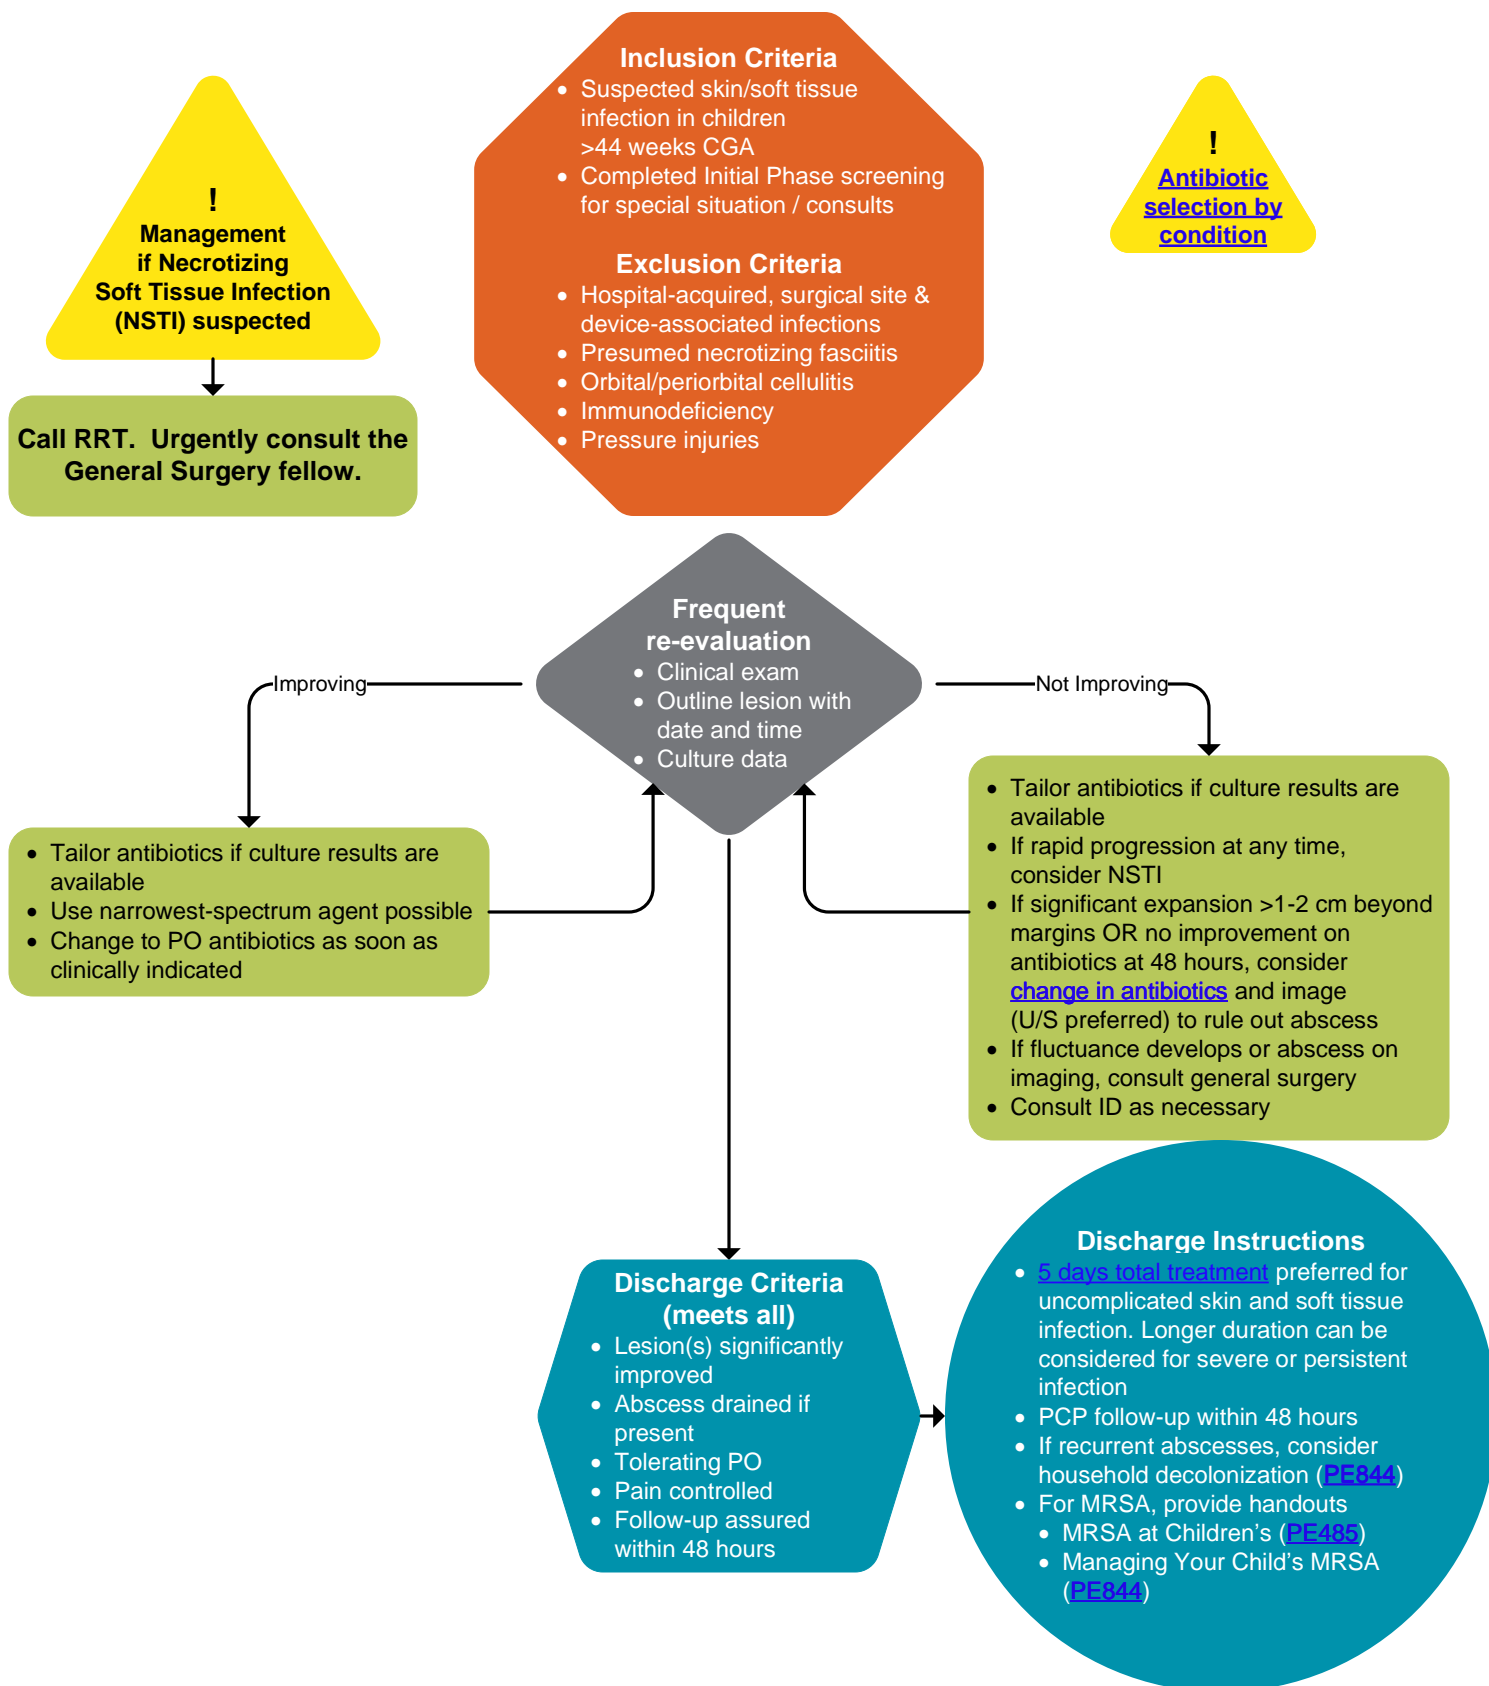 !
Management
if Necrotizing
Soft Tissue Infection
(NSTI) suspected
Call RRT.  Urgently consult the
General Surgery fellow.
Inclusion Criteria
• Suspected skin/soft tissue
infection in children
>44 weeks CGA
• Completed Initial Phase screening
for special situation / consults
Exclusion Criteria
• Hospital-acquired, surgical site &
device-associated infections
• Presumed necrotizing fasciitis
• Orbital/periorbital cellulitis
• Immunodeficiency
• Pressure injuries
!
Antibiotic
selection by
condition
Frequent
re-evaluation
• Clinical exam
• Outline lesion with
date and time
• Culture data
Improving
Not Improving
• Tailor antibiotics if culture results are
available
• Use narrowest-spectrum agent possible
• Change to PO antibiotics as soon as
clinically indicated
• Tailor antibiotics if culture results are
available
• If rapid progression at any time,
consider NSTI
• If significant expansion >1-2 cm beyond
margins OR no improvement on
antibiotics at 48 hours, consider
change in antibiotics and image
(U/S preferred) to rule out abscess
• If fluctuance develops or abscess on
imaging, consult general surgery
• Consult ID as necessary
Discharge Criteria
(meets all)
• Lesion(s) significantly
improved
• Abscess drained if
present
• Tolerating PO
• Pain controlled
• Follow-up assured
within 48 hours
Discharge Instructions
• 5 days total treatment preferred for
uncomplicated skin and soft tissue
infection. Longer duration can be
considered for severe or persistent
infection
• PCP follow-up within 48 hours
• If recurrent abscesses, consider
household decolonization (PE844)
• For MRSA, provide handouts
• MRSA at Children's (PE485)
• Managing Your Child's MRSA
(PE844)